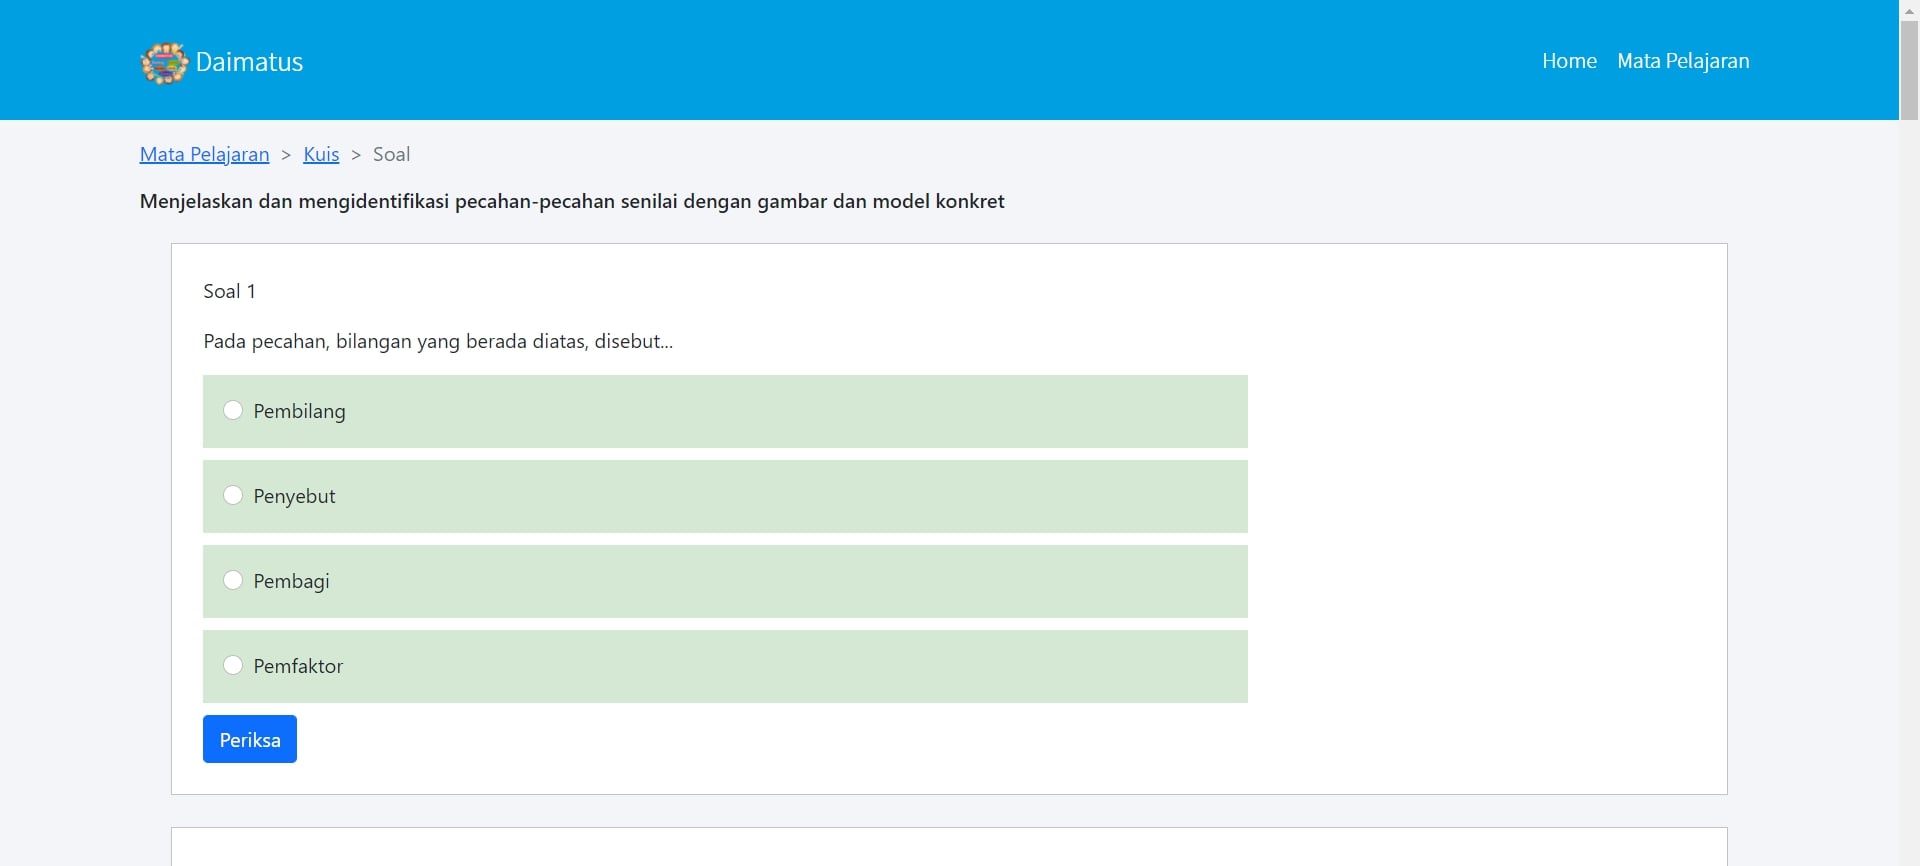 Daimatus
Home Mata Pelajaran
Mata Pelajaran > Kuis > Soal
Menjelaskan dan mengidentifikasi pecahan-pecahan senilai dengan gambar dan model konkret
Soal 1
Pada pecahan, bilangan yang berada diatas, disebut...
Pembilang
Penyebut
Pembagi
Pemfaktor
Periksa